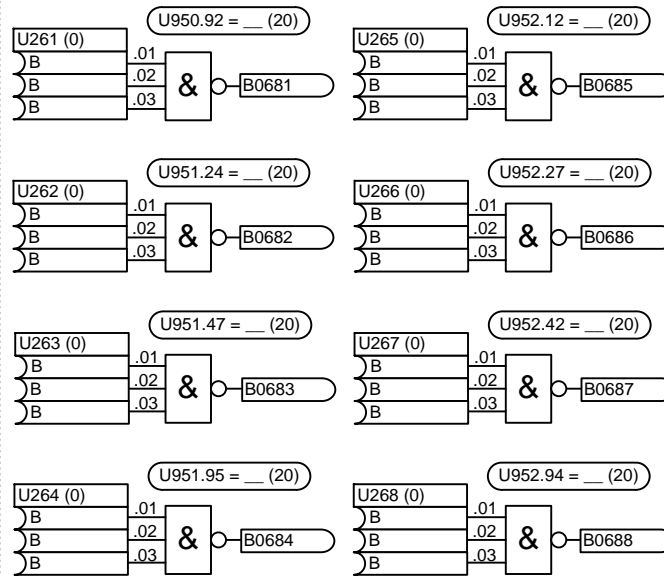 U950.92 = __ (20)
U261 (0)
B .01
B .02
B .03
&
B0681
U952.12 = __ (20)
U265 (0)
B .01
B .02
B .03
&
B0685
U951.24 = __ (20)
U262 (0)
B .01
B .02
B .03
&
B0682
U952.27 = __ (20)
U266 (0)
B .01
B .02
B .03
&
B0686
U951.47 = __ (20)
U263 (0)
B .01
B .02
B .03
&
B0683
U952.42 = __ (20)
U267 (0)
B .01
B .02
B .03
&
B0687
U951.95 = __ (20)
U264 (0)
B .01
B .02
B .03
&
B0684
U952.94 = __ (20)
U268 (0)
B .01
B .02
B .03
&
B0688